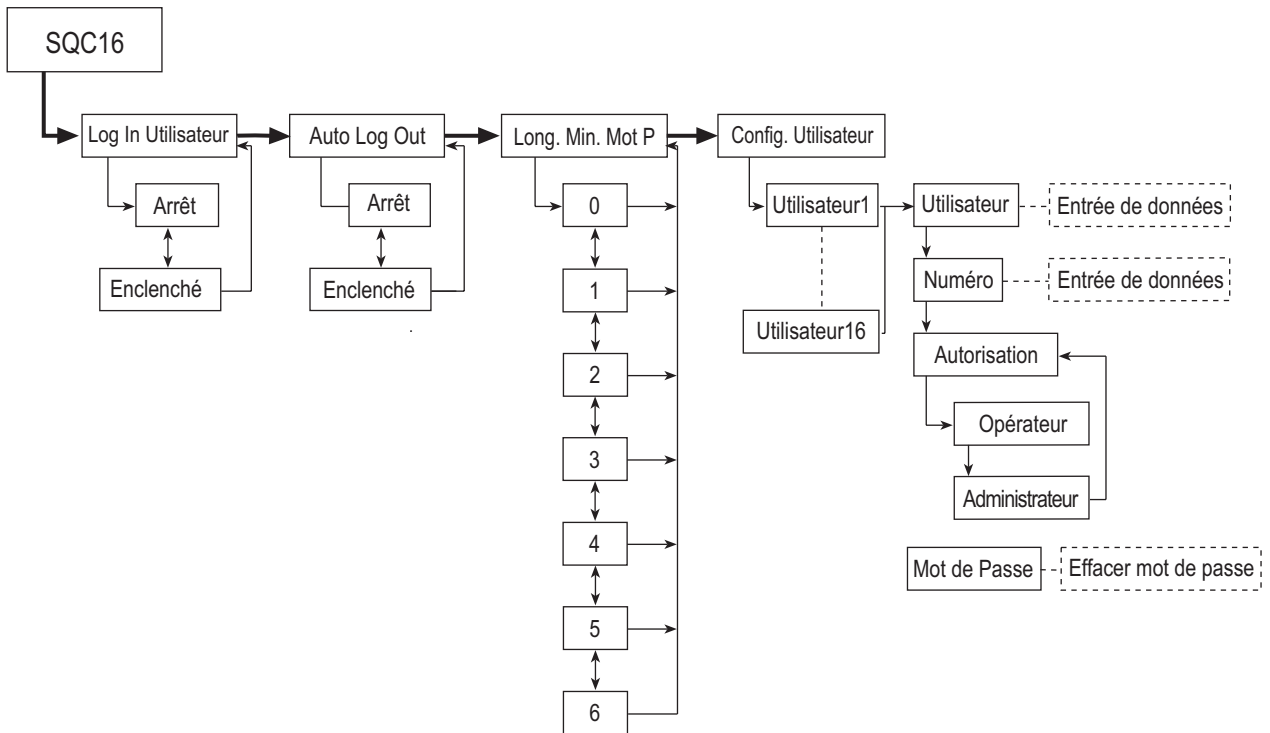 SQC16
Log In Utilisateur
Auto Log Out
Long. Min. Mot P
Config. Utilisateur
Arrêt
Enclenché
Arrêt
Enclenché
0
1
2
3
4
5
6
Utilisateur1
Utilisateur16
Utilisateur
Entrée de données
Numéro
Entrée de données
Autorisation
Opérateur
Administrateur
Mot de Passe
Effacer mot de passe